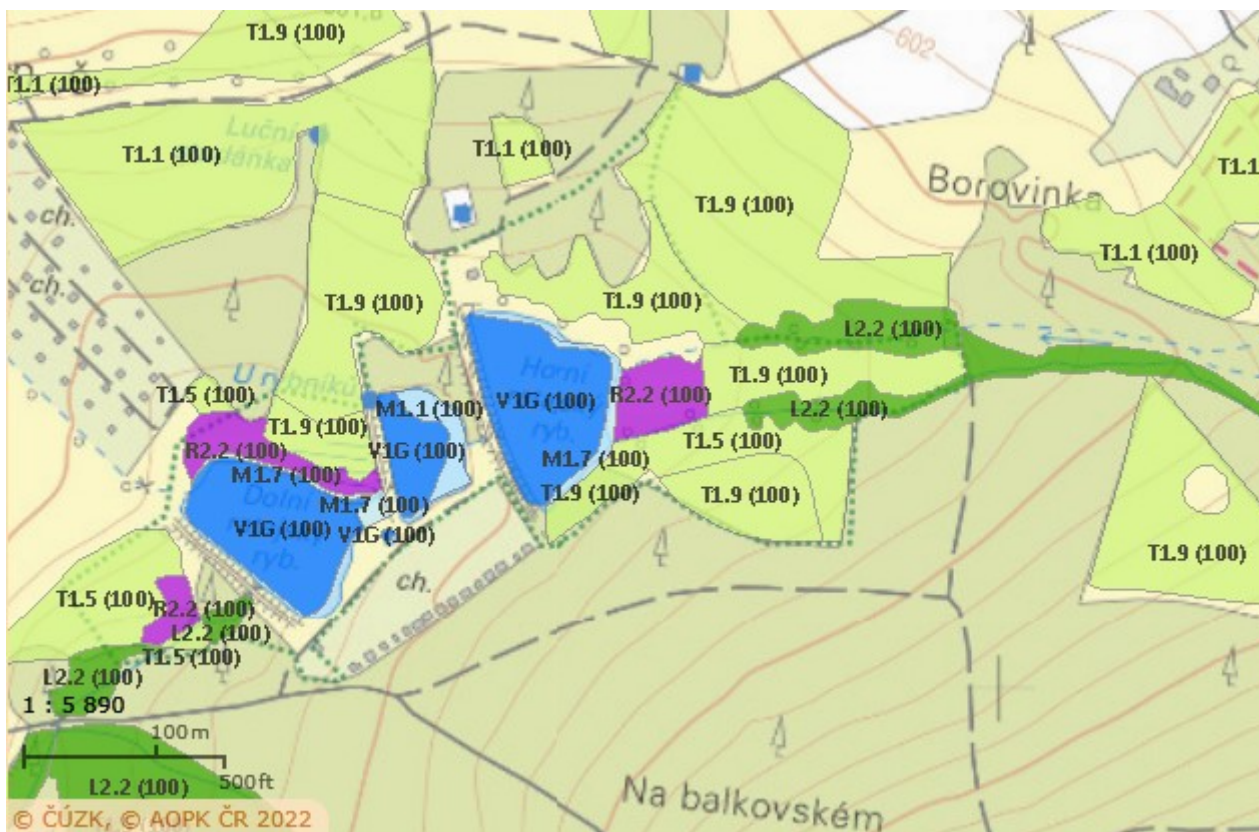 T1.9 (100)
602
T1.1 (100)
Luční
T1.1 (100)
T1.1 (100)
T1.1
Borovinka
ch.
T1.9 (100)
T1.1 (100)
ch.
T1.9 (100)
T1.9 (100)
L2.2 (100)
U rybníků
Horní
T1.9 (100)
T1.5 (100)
M1.1 (100)
V1G (100)
R2.2 (100)
L2.2 (100)
T1.9 (100)
ryb.
T1.5 (100)
R2.2 (100)
V1G (100)
M1.7 (100)
M1.7 (100)
T1.9 (100)
T1.9 (100)
Dolní
M1.7 (100)
V1G (100)
V1G (100)
T1.9 (100)
ryb.
ch.
T1.5 (100)
R2.2 (100)
L2.2 (100)
T1.5 (100)
L2.2 (100)
1 : 5 890
100m
500ft
L2.2 (100)
Na balkovském
© ČÚZK, © AOPK ČR 2022